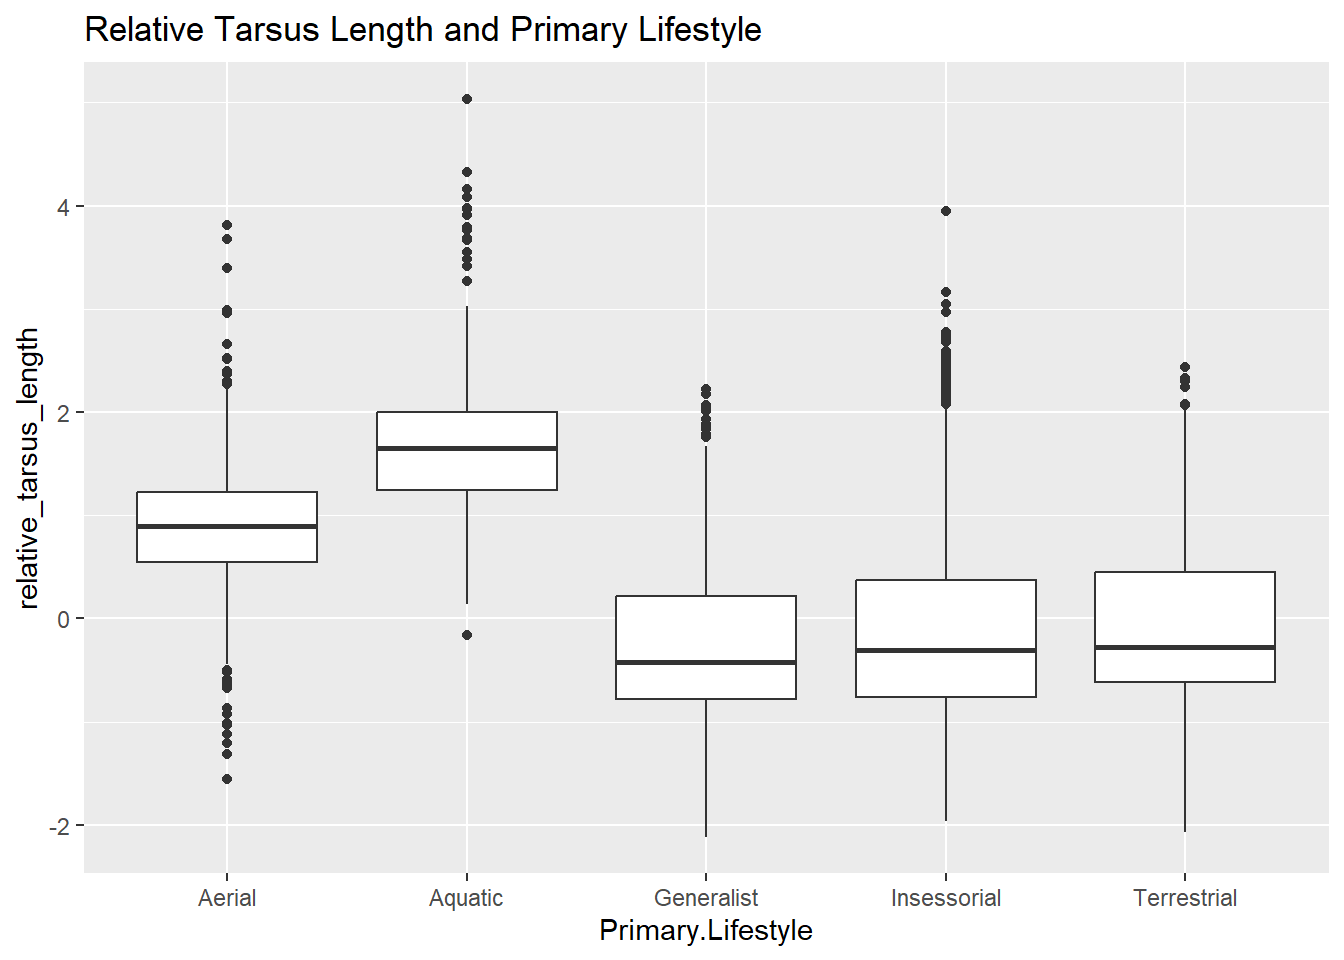 Relative Tarsus Length and Primary Lifestyle
relative_tarsus_length
4
2
0
-2
Aerial Aquatic Generalist Insessorial Terrestrial
Primary.Lifestyle